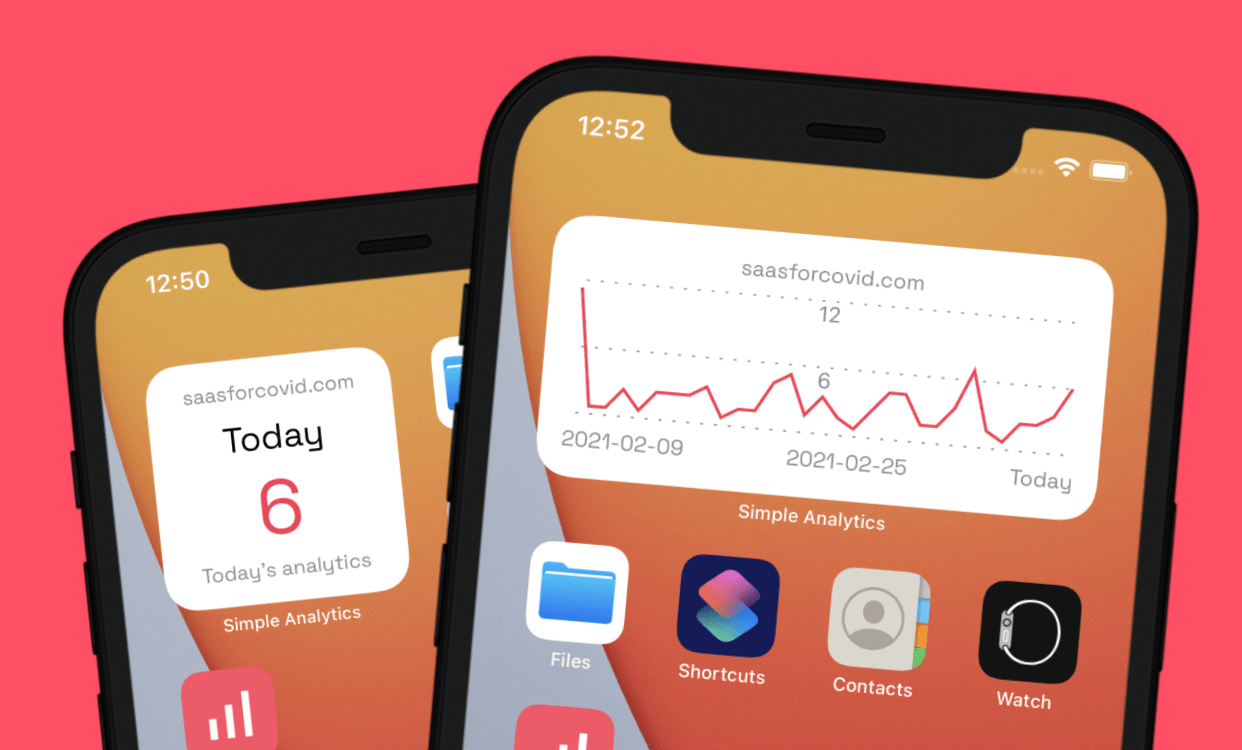 12:50
saasforcovid.com
Today
6
Today's analytics
Simple Analytics
12:52
saasforcovid.com
12
6
2021-02-09
2021-02-25
Today
Simple Analytics
Files
Shortcuts
Contacts
Watch